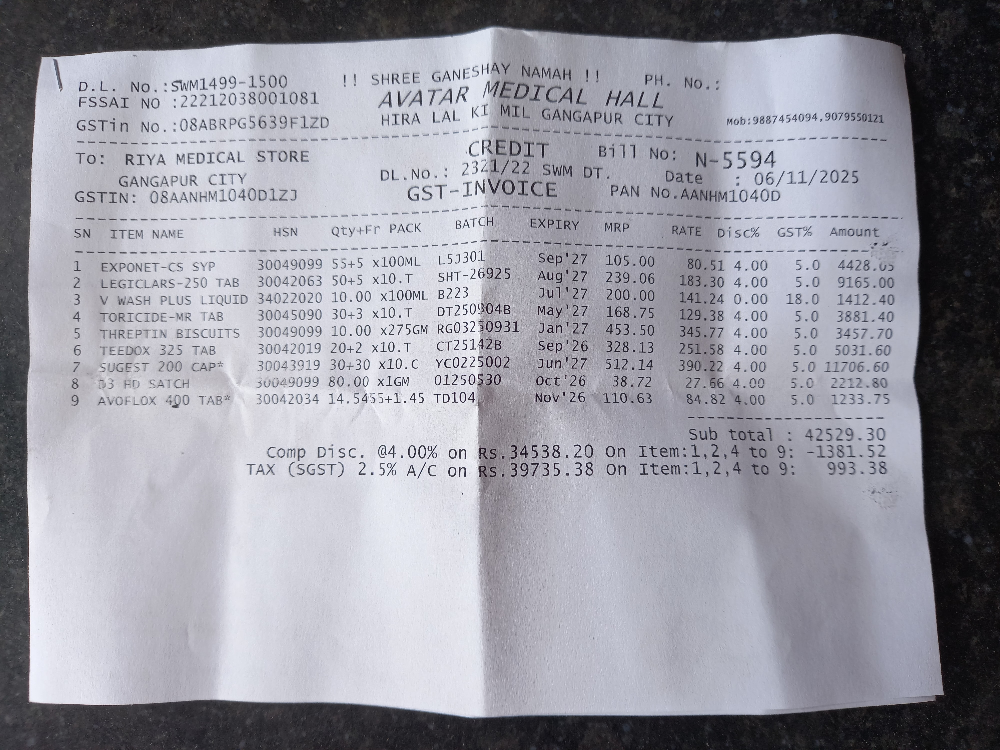 !! SHREE GANESHAY NAMAH !! PH. No.:
D.L. No.:SWM1499-1500
FSSAI NO :22212038001081 AVATAR MEDICAL HALL
GSTin No.:08ABRPG5639F1ZD HIRA LAL KI MIL GANGAPUR CITY Mob:9887454094,9079550121
To: RIYA MEDICAL STORE CREDIT Bill No: N-5594
GANGAPUR CITY DL.No.: 2321/22 SWM DT. Date : 06/11/2025
GSTIN: 08AANHM1040D1ZJ GST-INVOICE PAN No.AANHM1040D
SN ITEM NAME HSN Qty+Fr PACK BATCH EXPIRY MRP RATE Disc% GST% Amount
1 EXPONET-CS SYP 30049099 55+5 x100ML L5J301 Sep'27 105.00 80.51 4.00 5.0 4428.05
2 LEGICLARS-250 TAB 30042063 50+5 x10.T SHT-26925 Aug'27 239.06 183.30 4.00 5.0 9165.00
3 V WASH PLUS LIQUID 34022020 10.00 x100ML B223 Jul'27 200.00 141.24 0.00 18.0 1412.40
4 TORICIDE-MR TAB 30045090 30+3 x10.T DT250904B May'27 168.75 129.38 4.00 5.0 3881.40
5 THREPTIN BISCUITS 30049099 10.00 x275GM RG03250931 Jan'27 453.50 345.77 4.00 5.0 3457.70
6 TEEDOX 325 TAB 30042019 20+2 x10.T CT25142B Sep'26 328.13 251.58 4.00 5.0 5031.60
7 SUGEST 200 CAP* 30043919 30+30 x10.C YC0225002 Jun'27 512.14 390.22 4.00 5.0 11706.60
8 D3 HD SATCH 30049099 80.00 x1GM 01250530 Oct'26 38.72 27.66 4.00 5.0 2212.80
9 AVOFLOX 400 TAB* 30042034 14.5455+1.45 TD104 Nov'26 110.63 84.82 4.00 5.0 1233.75
Sub total : 42529.30
Comp Disc. @4.00% on Rs.34538.20 On Item:1,2,4 to 9: -1381.52
TAX (SGST) 2.5% A/C on Rs.39735.38 On Item:1,2,4 to 9: 993.38